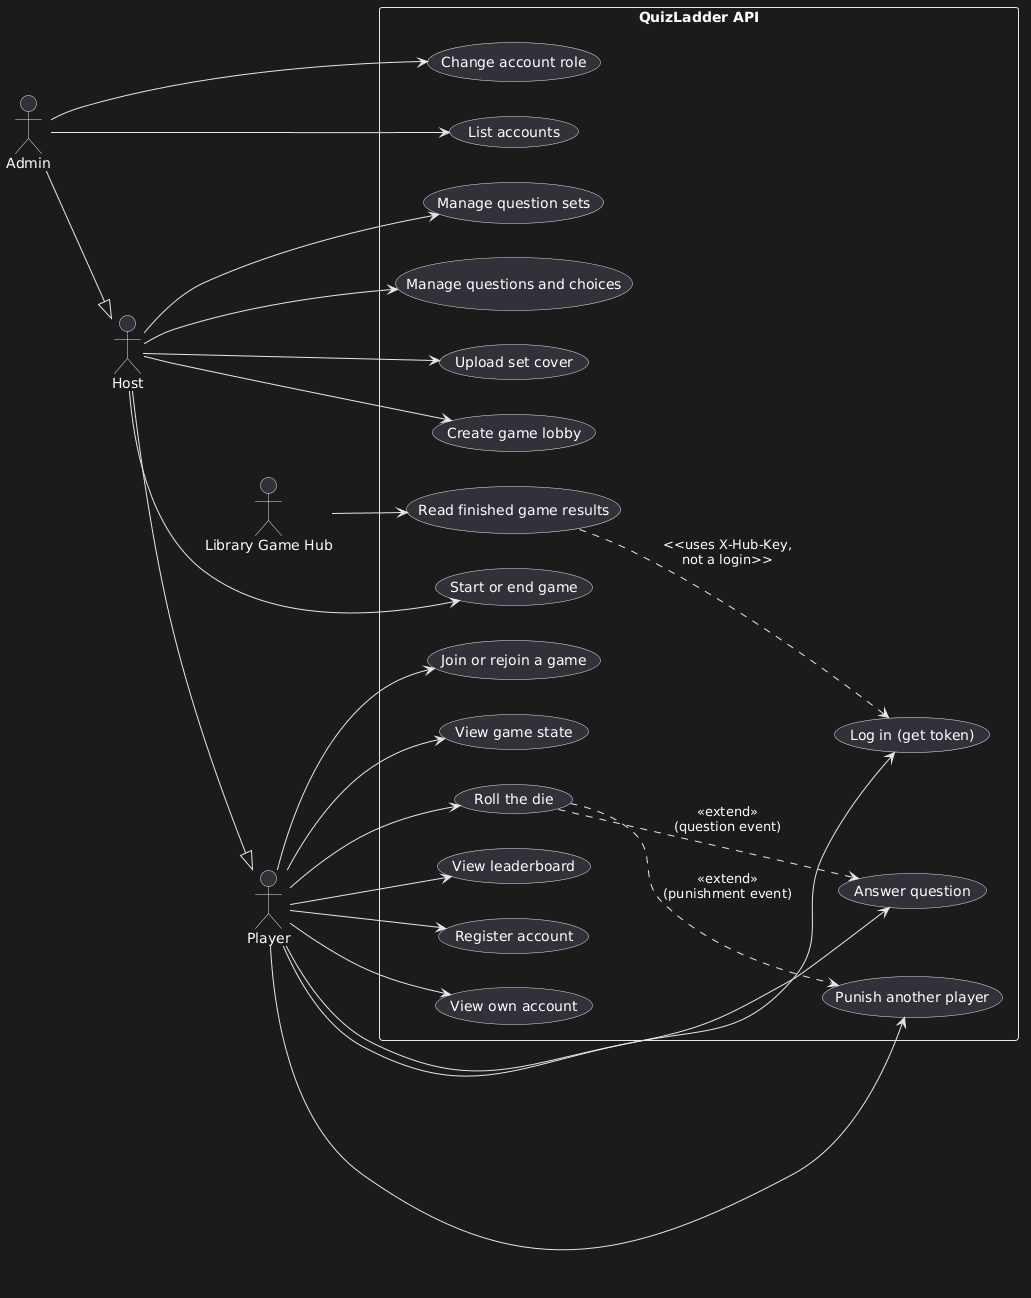 QuizLadder API
Change account role
List accounts
Admin
Manage question sets
Manage questions and choices
Host
Upload set cover
Create game lobby
Read finished game results
Library Game Hub
<<uses X-Hub-Key,
not a login>>
Start or end game
Join or rejoin a game
View game state
Log in (get token)
Roll the die
«extend»
(question event)
View leaderboard
«extend»
(punishment event)
Answer question
Player
Register account
View own account
Punish another player